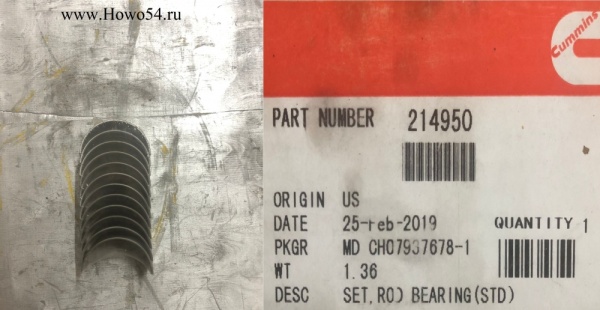 www.Howo54.ru
Cummins
PART NUMBER 214950
ORIGIN US
DATE 25-Feb-2019 QUANTITY 1
PKGR MD CHO7937678-1
WT 1.36
DESC SET,ROD BEARING(STD)